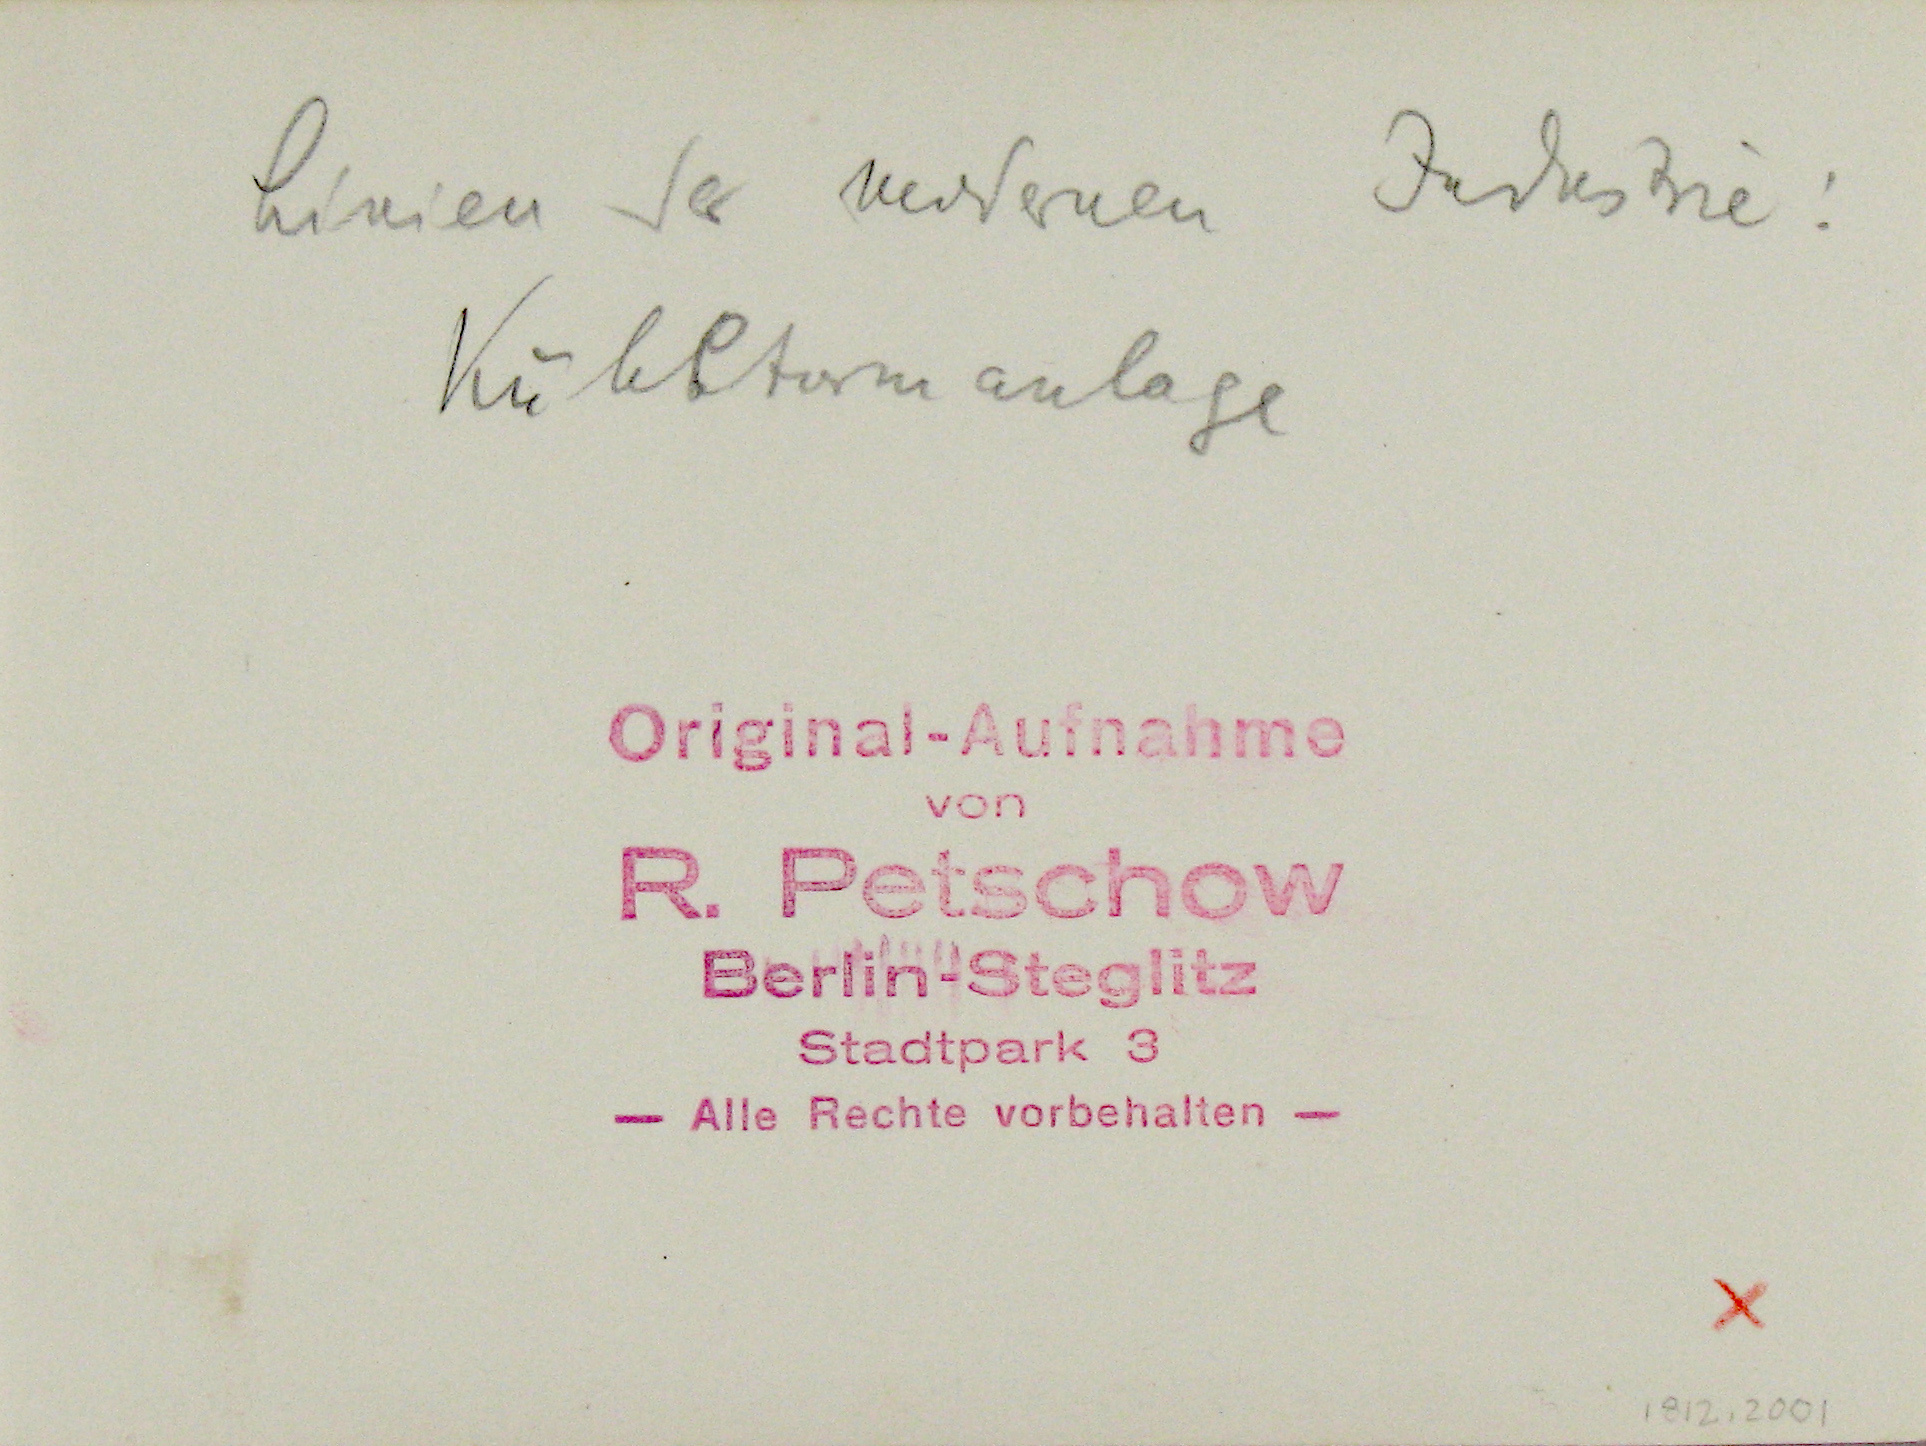 Linien der modernen Industrie:
Kühlturmanlage
Original-Aufnahme
von
R. Petschow
Berlin-Steglitz
Stadtpark 3
— Alle Rechte vorbehalten —
X
1812.2001